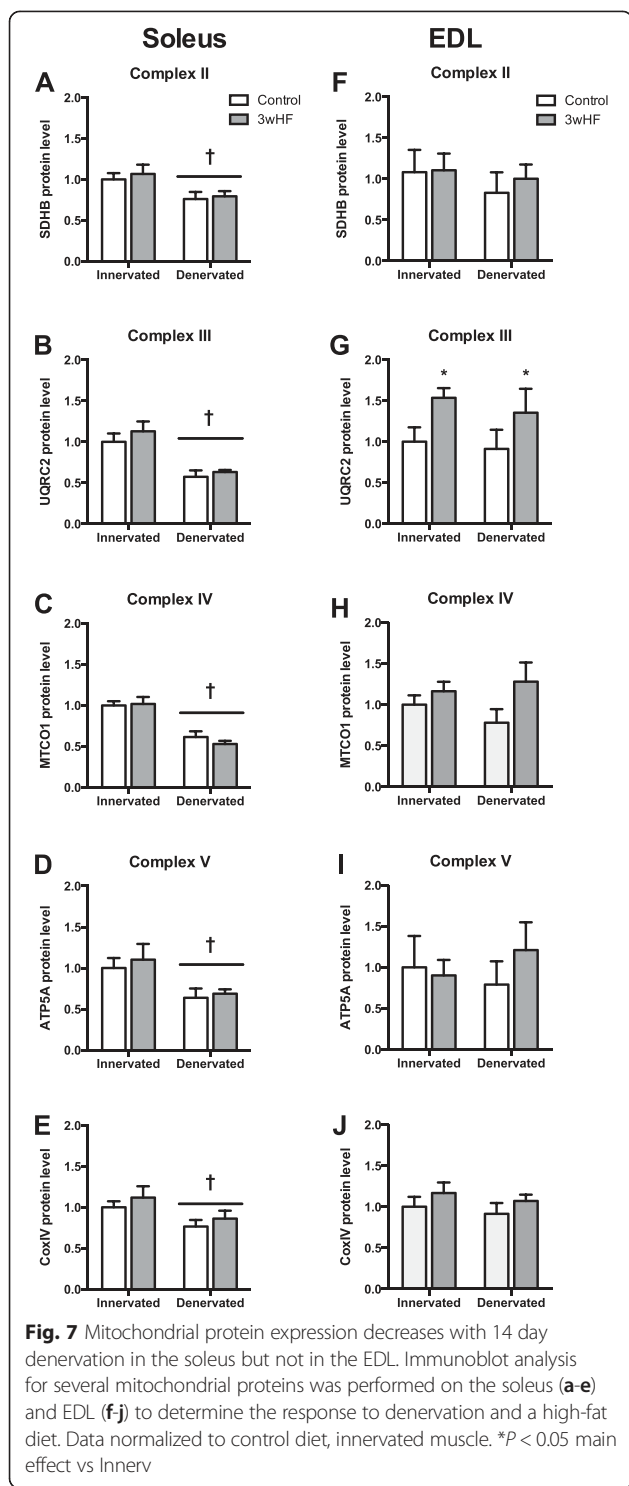 Soleus
EDL
A
Complex II
Control
3wHF
SDHB protein level
2.0
1.5
1.0
0.5
0.0
†
Innervated
Denervated
F
Complex II
Control
3wHF
SDHB protein level
2.0
1.5
1.0
0.5
0.0
Innervated
Denervated
B
Complex III
UQRC2 protein level
2.0
1.5
1.0
0.5
0.0
†
Innervated
Denervated
G
Complex III
UQRC2 protein level
2.0
1.5
1.0
0.5
0.0
*
*
Innervated
Denervated
C
Complex IV
MTCO1 protein level
2.0
1.5
1.0
0.5
0.0
†
Innervated
Denervated
H
Complex IV
MTCO1 protein level
2.0
1.5
1.0
0.5
0.0
Innervated
Denervated
D
Complex V
ATP5A protein level
2.0
1.5
1.0
0.5
0.0
†
Innervated
Denervated
I
Complex V
ATP5A protein level
2.0
1.5
1.0
0.5
0.0
Innervated
Denervated
E
CoxIV protein level
2.0
1.5
1.0
0.5
0.0
†
Innervated
Denervated
J
CoxIV protein level
2.0
1.5
1.0
0.5
0.0
Innervated
Denervated
Fig. 7 Mitochondrial protein expression decreases with 14 day
denervation in the soleus but not in the EDL. Immunoblot analysis
for several mitochondrial proteins was performed on the soleus (a-e)
and EDL (f-j) to determine the response to denervation and a high-fat
diet. Data normalized to control diet, innervated muscle. *P < 0.05 main
effect vs Innerv